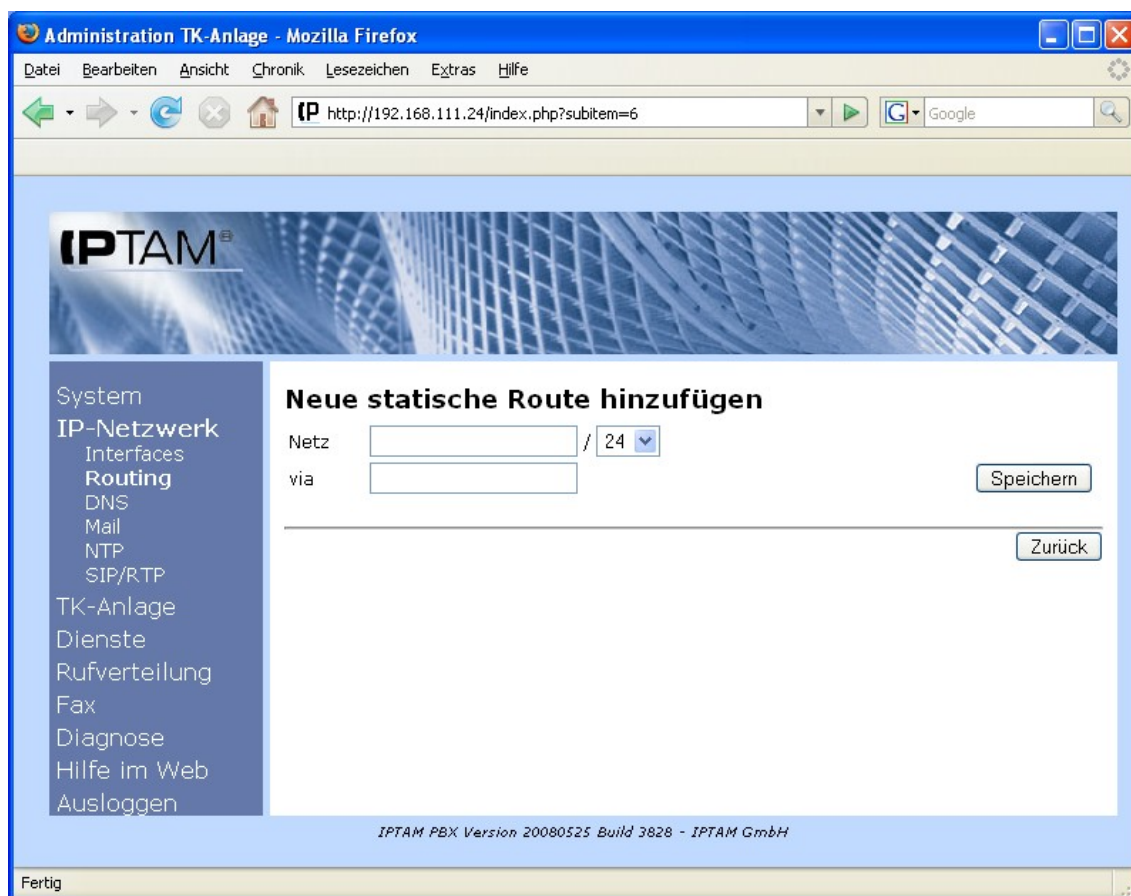 Administration TK-Anlage - Mozilla Firefox
Datei Bearbeiten Ansicht Chronik Lesezeichen Extras Hilfe
(P http://192.168.111.24/index.php?subitem=6 G Google
(PTAM®
System
IP-Netzwerk
Interfaces
Routing
DNS
Mail
NTP
SIP/RTP
TK-Anlage
Dienste
Rufverteilung
Fax
Diagnose
Hilfe im Web
Ausloggen
Neue statische Route hinzufügen
Netz / 24
via Speichern
Zurück
IPTAM PBX Version 20080525 Build 3828 - IPTAM GmbH
Fertig